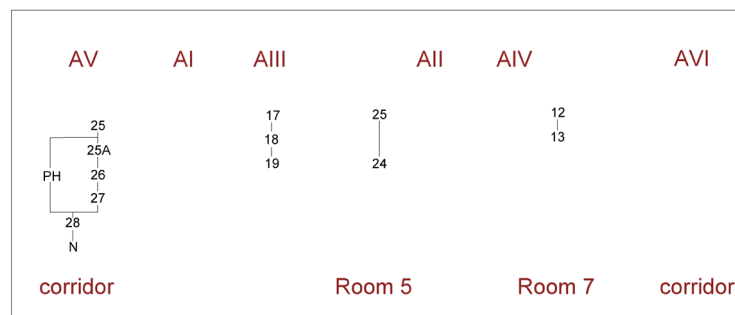 AV AI AIII AII AIV AVI
17 25 12
25
18 13
25A
19 24
PH 26
27
28
N
corridor Room 5 Room 7 corridor